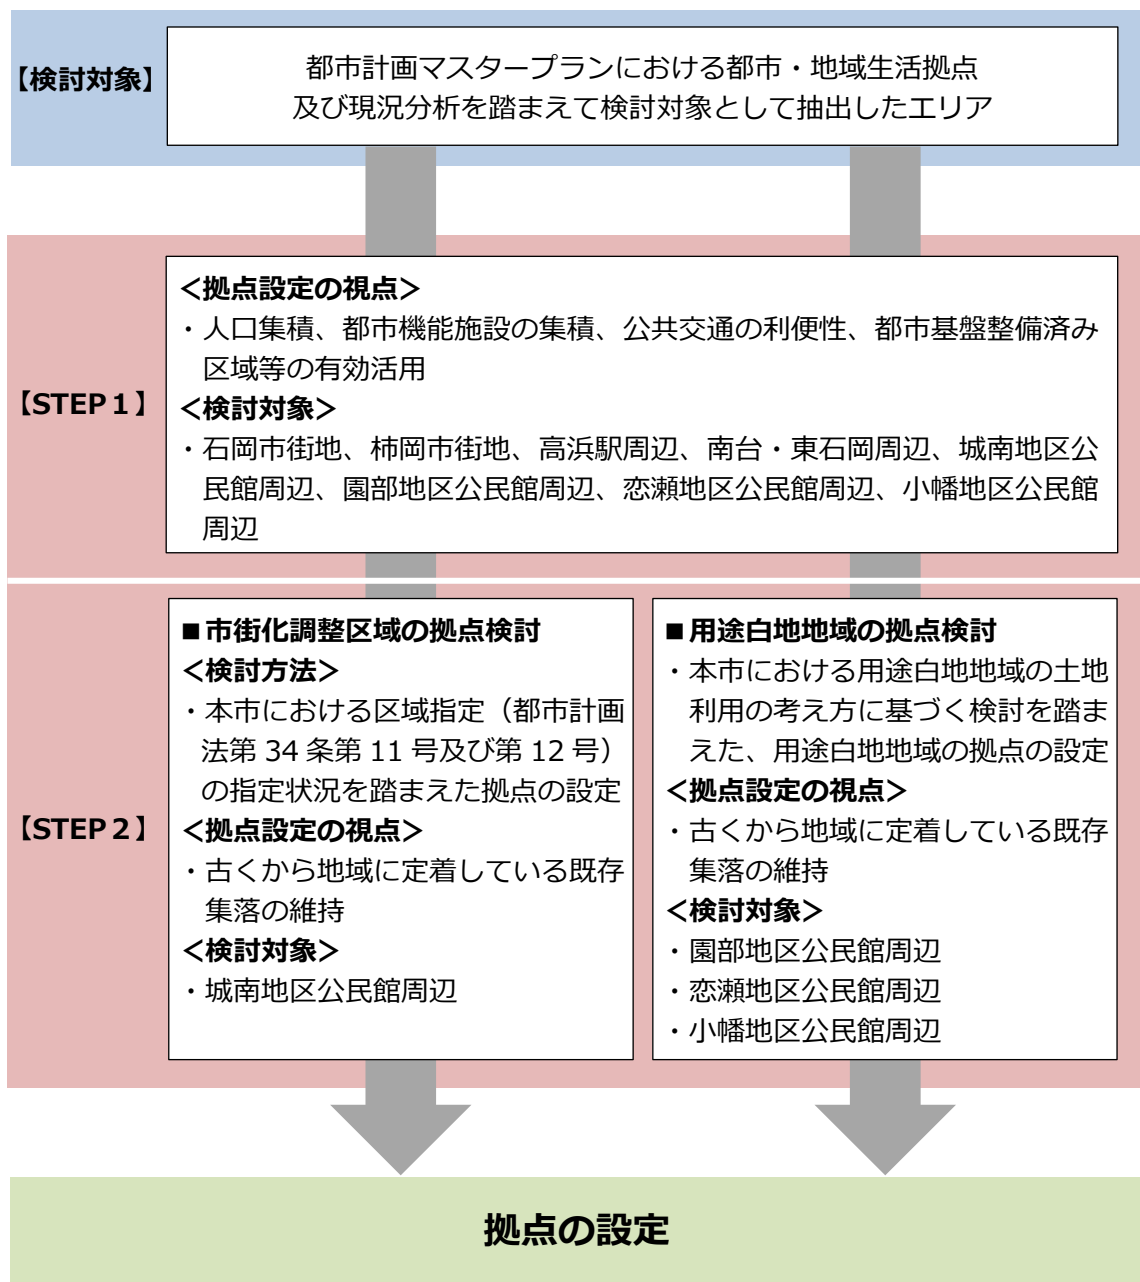 【検討対象】
都市計画マスタープランにおける都市・地域生活拠点
及び現況分析を踏まえて検討対象として抽出したエリア
【STEP１】
＜拠点設定の視点＞
・人口集積、都市機能施設の集積、公共交通の利便性、都市基盤整備済み
区域等の有効活用
＜検討対象＞
・石岡市街地、柿岡市街地、高浜駅周辺、南台・東石岡周辺、城南地区公
民館周辺、園部地区公民館周辺、恋瀬地区公民館周辺、小幡地区公民館
周辺
【STEP２】
■市街化調整区域の拠点検討
＜検討方法＞
・本市における区域指定（都市計画
法第 34 条第 11 号及び第 12 号）
の指定状況を踏まえた拠点の設定
＜拠点設定の視点＞
・古くから地域に定着している既存
集落の維持
＜検討対象＞
・城南地区公民館周辺
■用途白地地域の拠点検討
・本市における用途白地地域の土地
利用の考え方に基づく検討を踏ま
えた、用途白地地域の拠点の設定
＜拠点設定の視点＞
・古くから地域に定着している既存
集落の維持
＜検討対象＞
・園部地区公民館周辺
・恋瀬地区公民館周辺
・小幡地区公民館周辺
拠点の設定